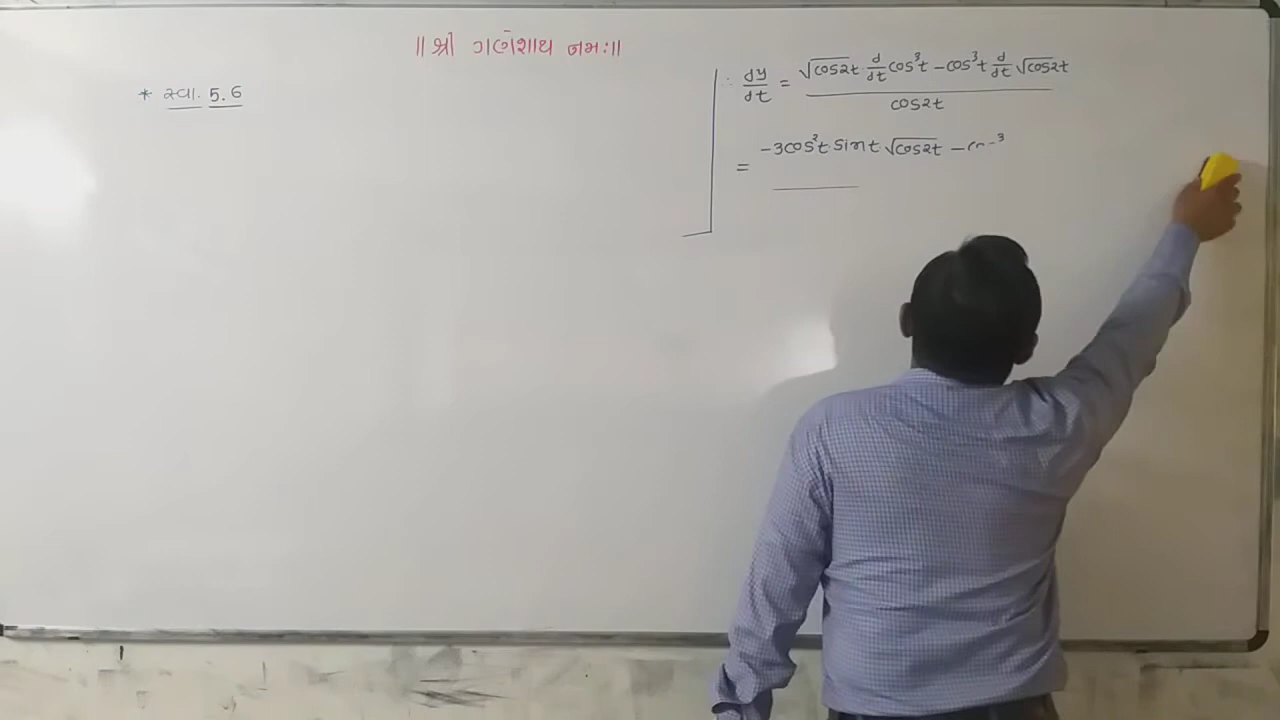 ॥ શ્રી ગણેશાય નમઃ॥
* સ્વા. 5.6
∴ dy/dt = (√cos2t d/dt cos³t – cos³t d/dt √cos2t) / cos2t
= -3cos²t·sint √cos2t –